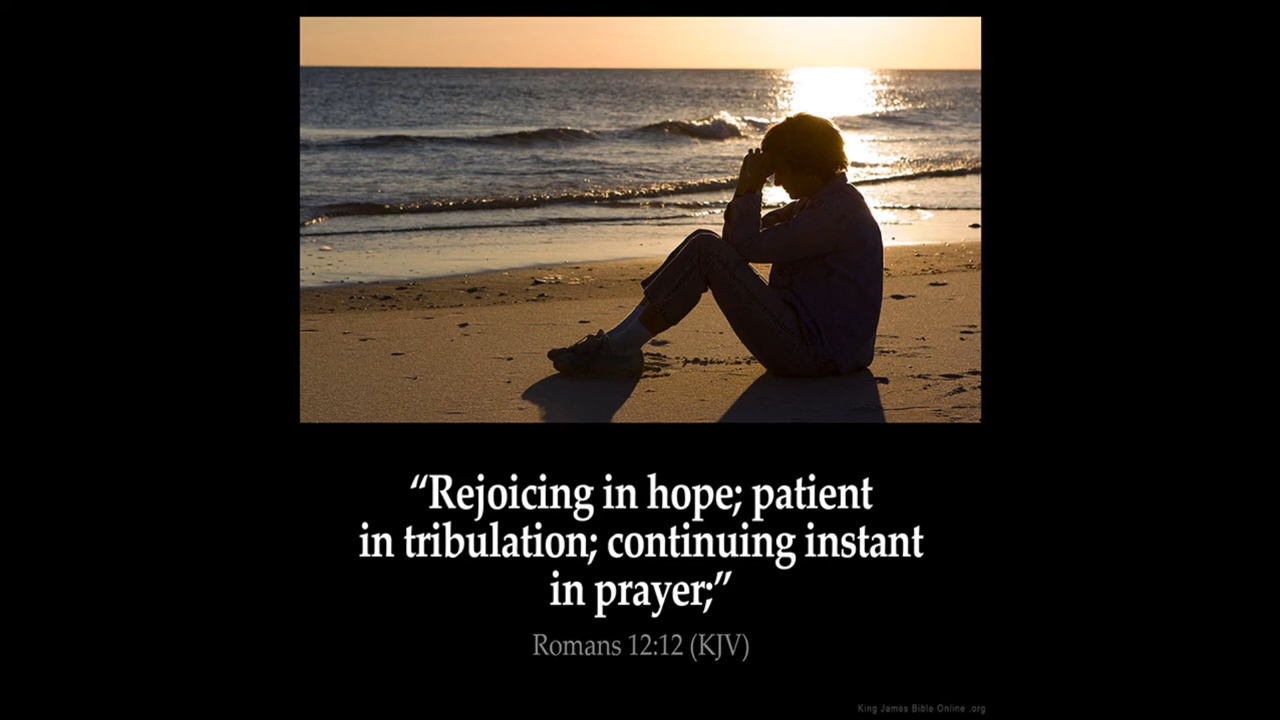 “Rejoicing in hope; patient
in tribulation; continuing instant
in prayer;”
Romans 12:12 (KJV)
King James Bible Online .org